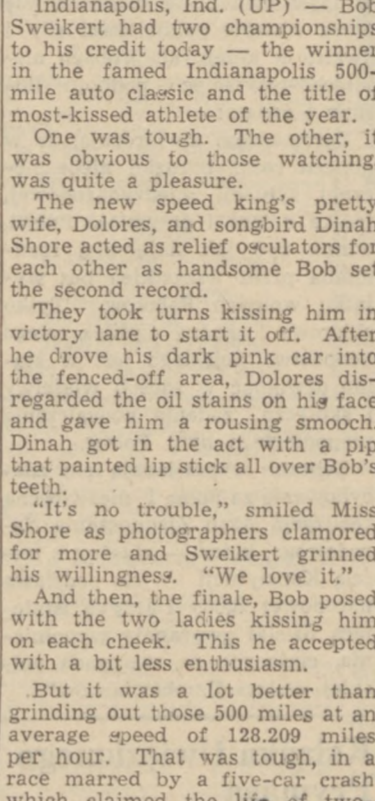 Indianapolis, Ind. (UP) — Bob
Sweikert had two championships
to his credit today — the winner
in the famed Indianapolis 500-
mile auto classic and the title of
most-kissed athlete of the year.
One was tough. The other, it
was obvious to those watching
was quite a pleasure.
The new speed king's pretty
wife, Dolores, and songbird Dinah
Shore acted as relief osculators for
each other as handsome Bob set
the second record.
They took turns kissing him in
victory lane to start it off. After
he drove his dark pink car into
the fenced-off area, Dolores dis-
regarded the oil stains on his face
and gave him a rousing smooch.
Dinah got in the act with a pip
that painted lip stick all over Bob's
teeth.
"It's no trouble," smiled Miss
Shore as photographers clamored
for more and Sweikert grinned
his willingness. "We love it."
And then, the finale, Bob posed
with the two ladies kissing him
on each cheek. This he accepted
with a bit less enthusiasm.
But it was a lot better than
grinding out those 500 miles at an
average speed of 128.209 miles
per hour. That was tough, in a
race marred by a five-car crash
which claimed the life of two-